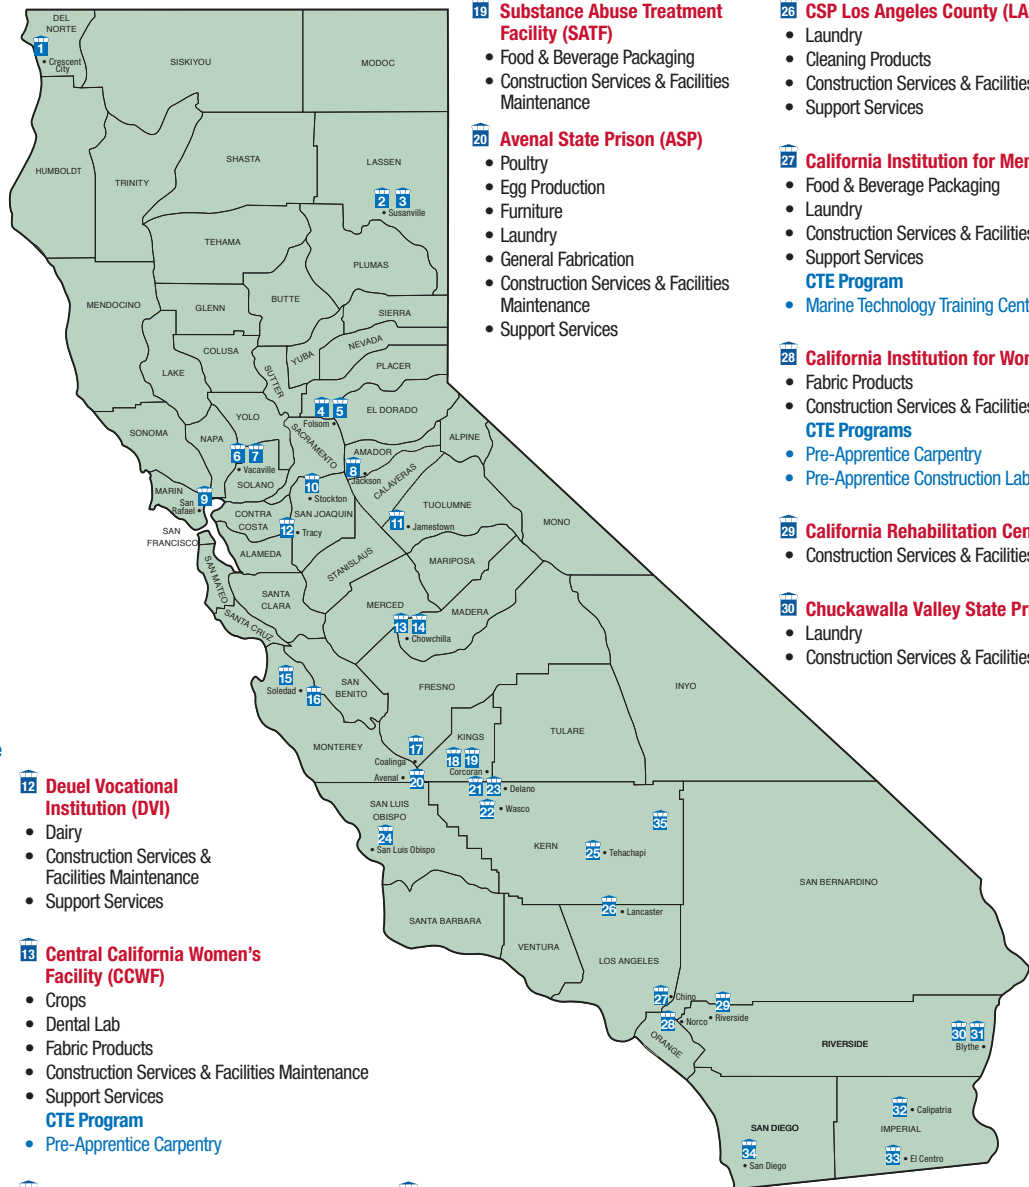 19 Substance Abuse Treatment
Facility (SATF)
• Food & Beverage Packaging
• Construction Services & Facilities
Maintenance
20 Avenal State Prison (ASP)
• Poultry
• Egg Production
• Furniture
• Laundry
• General Fabrication
• Construction Services & Facilities
Maintenance
• Support Services
26 CSP Los Angeles County (LA
• Laundry
• Cleaning Products
• Construction Services & Facilities
• Support Services
27 California Institution for Men
• Food & Beverage Packaging
• Laundry
• Construction Services & Facilities
• Support Services
CTE Program
• Marine Technology Training Cent
28 California Institution for Wom
• Fabric Products
• Construction Services & Facilities
CTE Programs
• Pre-Apprentice Carpentry
• Pre-Apprentice Construction Lab
29 California Rehabilitation Cen
• Construction Services & Facilities
30 Chuckawalla Valley State Pri
• Laundry
• Construction Services & Facilities
12 Deuel Vocational
Institution (DVI)
• Dairy
• Construction Services &
Facilities Maintenance
• Support Services
13 Central California Women’s
Facility (CCWF)
• Crops
• Dental Lab
• Fabric Products
• Construction Services & Facilities Maintenance
• Support Services
CTE Program
• Pre-Apprentice Carpentry
DEL
NORTE
1
• Crescent
City
SISKIYOU
MODOC
HUMBOLDT
TRINITY
SHASTA
LASSEN
2 3
• Susanville
TEHAMA
PLUMAS
MENDOCINO
GLENN
BUTTE
SIERRA
COLUSA
LAKE
SUTTER
YUBA
NEVADA
PLACER
4 5
Folsom •
EL DORADO
YOLO
SONOMA
NAPA
SACRAMENTO
ALPINE
6 7
• Vacaville
AMADOR
8
Jackson
SOLANO
CALAVERAS
MARIN
San
Rafael •
9
10
• Stockton
TUOLUMNE
CONTRA
COSTA
SAN JOAQUIN
11
• Jamestown
MONO
SAN
FRANCISCO
12
• Tracy
ALAMEDA
STANISLAUS
MARIPOSA
SAN MATEO
SANTA
CLARA
SANTA CRUZ
MERCED
MADERA
13 14
• Chowchilla
15
Soledad •
16
SAN
BENITO
FRESNO
INYO
MONTEREY
17
Coalinga •
KINGS
18 19
Corcoran •
TULARE
Avenal •
20
21 23
• Delano
22
• Wasco
SAN LUIS
OBISPO
24
• San Luis Obispo
35
KERN
25
• Tehachapi
SAN BERNARDINO
26
• Lancaster
SANTA BARBARA
VENTURA
LOS ANGELES
27
• Chino
29
• Riverside
28
• Norco
ORANGE
RIVERSIDE
30 31
Blythe •
32
• Calipatria
SAN DIEGO
IMPERIAL
34
• San Diego
33
• El Centro